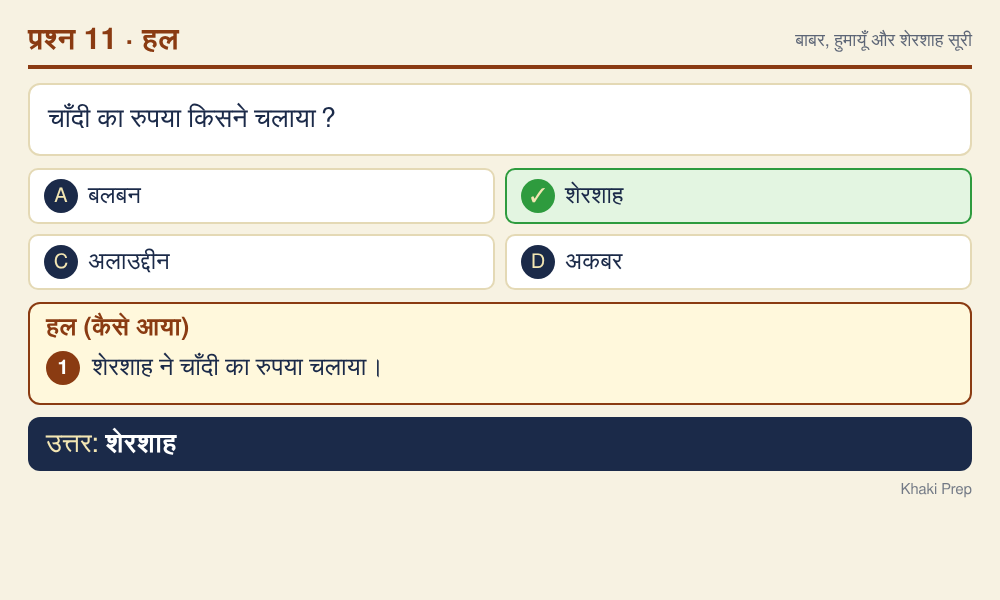 प्रश्न 11 · हल
बाबर, हुमायूँ और शेरशाह सूरी
चाँदी का रुपया किसने चलाया ?
A बलबन
✓ शेरशाह
C अलाउद्दीन
D अकबर
हल (कैसे आया)
1 शेरशाह ने चाँदी का रुपया चलाया।
उत्तर: शेरशाह
Khaki Prep